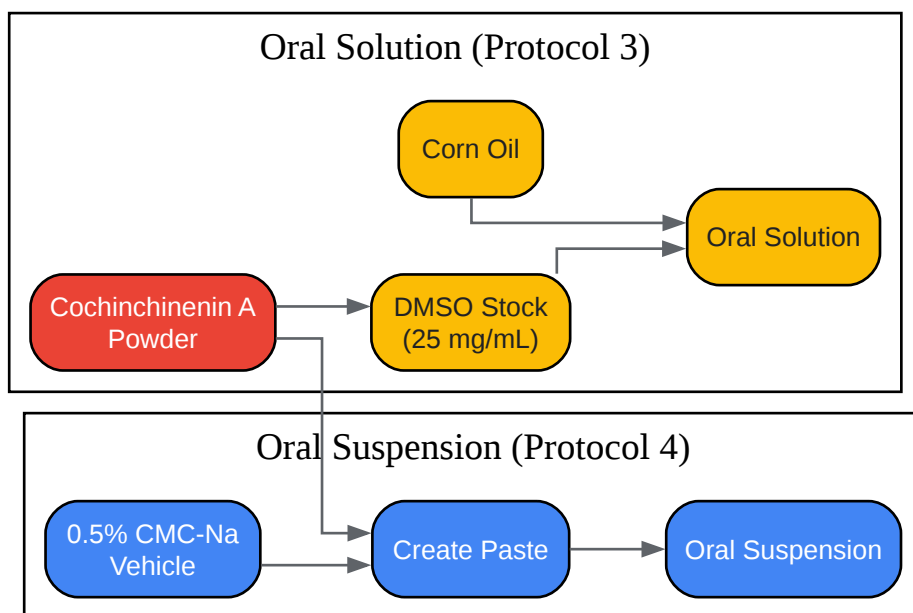 Oral Solution (Protocol 3)
Corn Oil
Oral Solution
Cochinchinenin A
Powder
DMSO Stock
(25 mg/mL)
Oral Suspension (Protocol 4)
0.5% CMC-Na
Vehicle
Create Paste
Oral Suspension